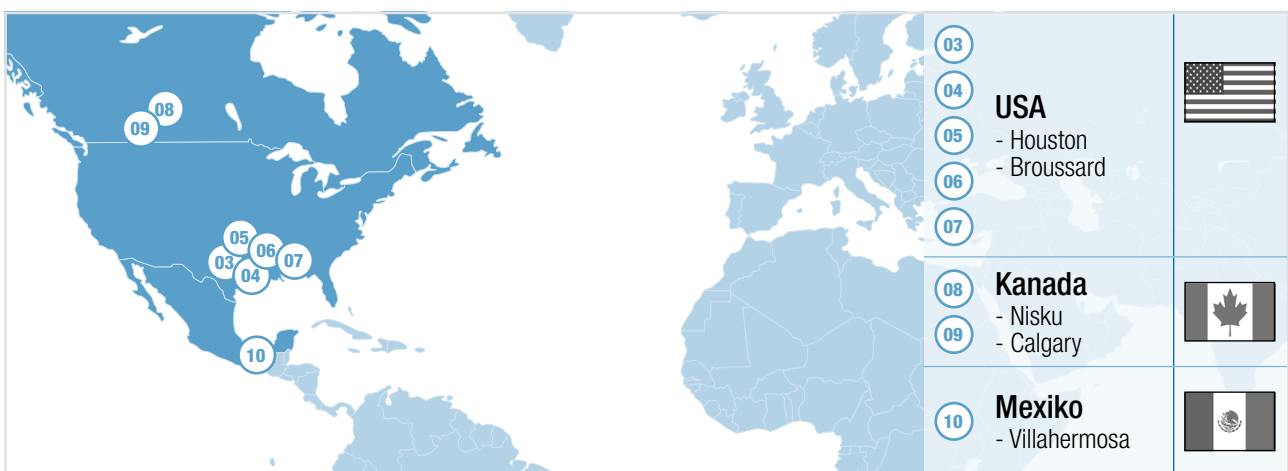 08
09
05
06
03
07
04
10
03
04
05
06
07
USA
- Houston
- Broussard
08
09
Kanada
- Nisku
- Calgary
10
Mexiko
- Villahermosa